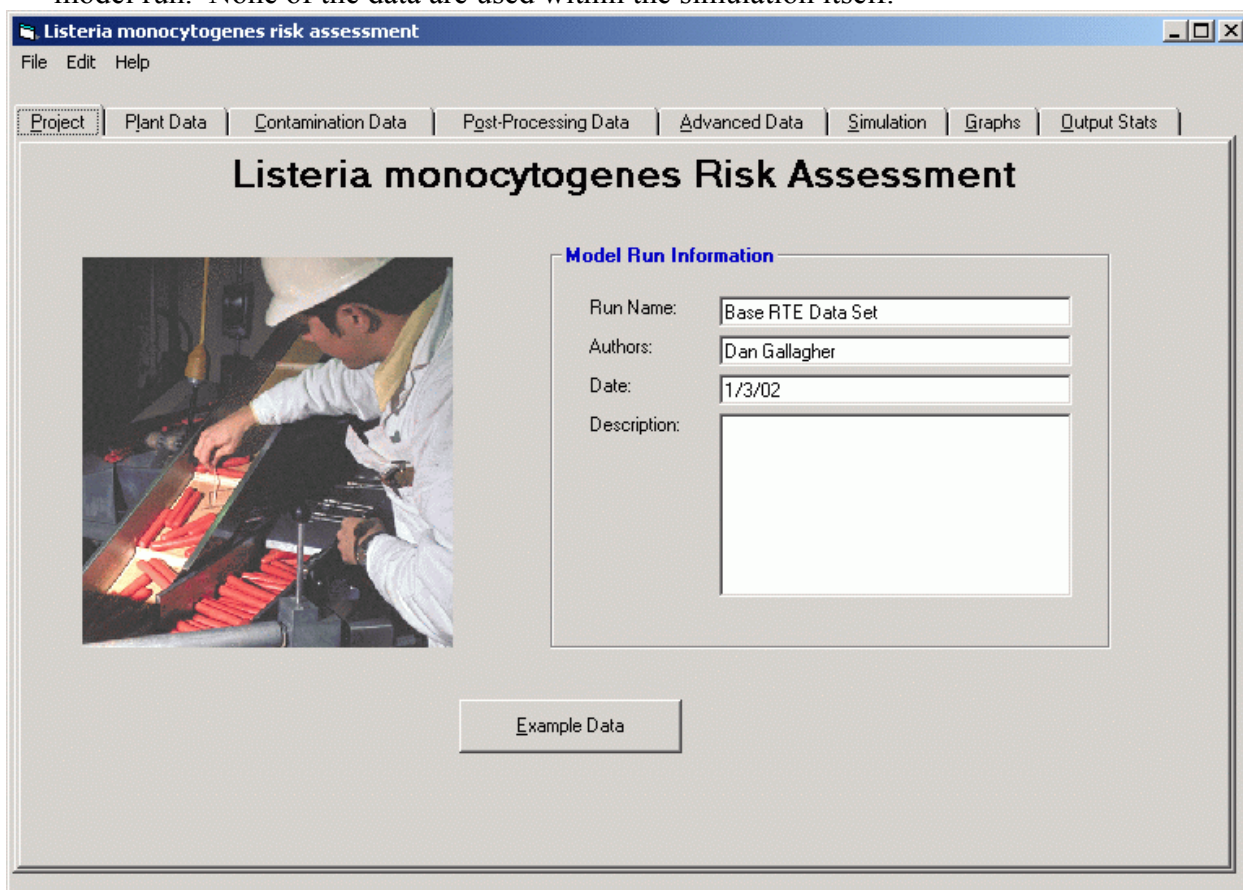 model run. None of the data are used within the simulation itself.
Listeria monocytogenes risk assessment
File Edit Help
Project Plant Data Contamination Data Post-Processing Data Advanced Data Simulation Graphs Output Stats
Listeria monocytogenes Risk Assessment
Model Run Information
Run Name: Base RTE Data Set
Authors: Dan Gallagher
Date: 1/3/02
Description:
Example Data